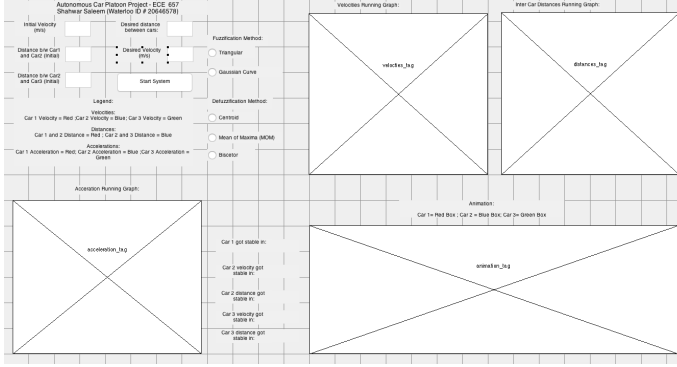 Autonomous Car Platoon Project - ECE 657
Shahwar Saleem (Waterloo ID # 20646578)
Initial Velocity
(m/s)
Desired distance
between cars:
Distance b/w Car1
and Car2 (Initial)
Desired Velocity
(m/s)
Distance b/w Car2
and Car3 (Initial)
Start System
Fuzzification Method:
Triangular
Gaussian Curve
Legend:
Velocities:
Car 1 Velocity = Red ;Car 2 Velocity = Blue; Car 3 Velocity = Green
Distances:
Car 1 and 2 Distance = Red ; Car 2 and 3 Distance = Blue
Accelerations:
Car 1 Acceleration = Red; Car 2 Acceleration = Blue ;Car 3 Acceleration =
Green
Defuzzification Method:
Centroid
Mean of Maxima (MOM)
Bisector
Velocities Running Graph:
velocities_tag
Inter Car Distances Running Graph:
distances_tag
Acceration Running Graph:
acceleration_tag
Car 1 got stable in:
Car 2 velocity got
stable in:
Car 2 distance got
stable in:
Car 3 velocity got
stable in:
Car 3 distance got
stable in:
Animation:
Car 1= Red Box ; Car 2 = Blue Box; Car 3= Green Box
animation_tag